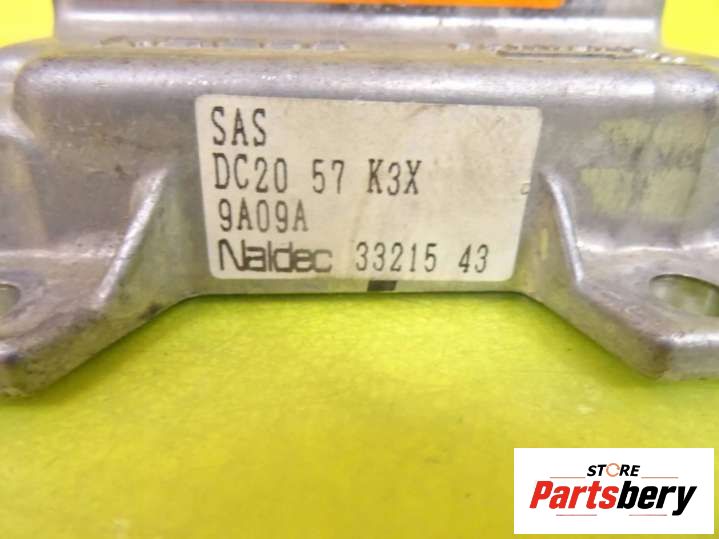 SAS
DC20 57 K3X
9A09A
Naldec 33215 43
STORE
Partsbery